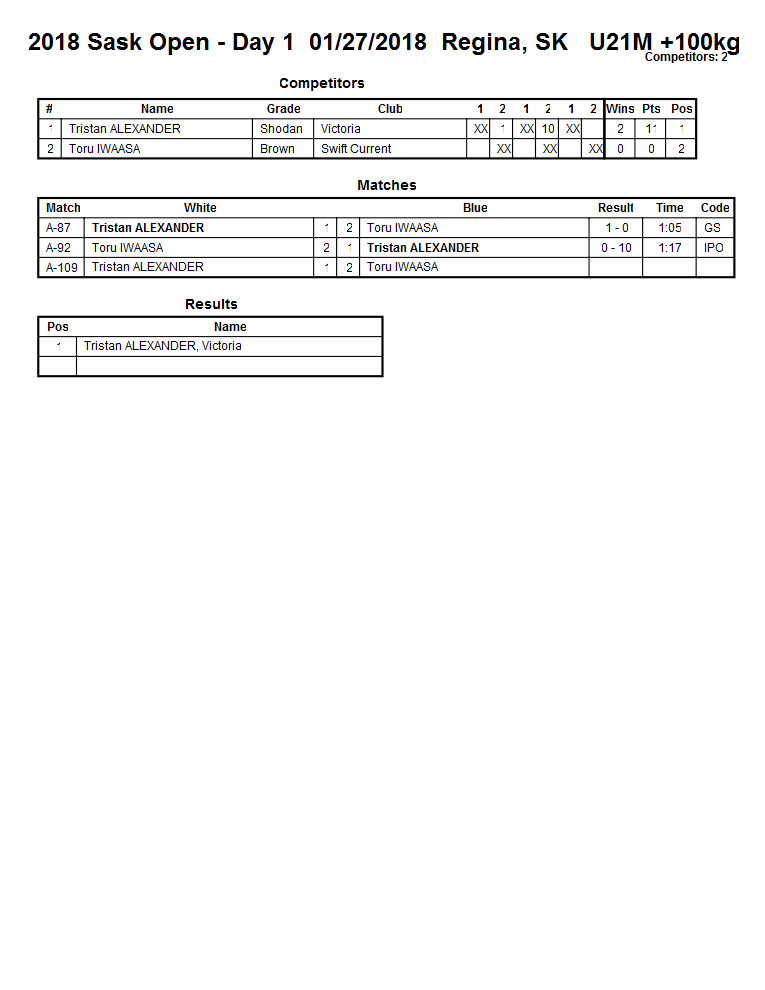 2018 Sask Open - Day 1 01/27/2018 Regina, SK U21M +100kg
Competitors: 2
Competitors
# Name Grade Club 1 2 1 2 1 2 Wins Pts Pos
1 Tristan ALEXANDER Shodan Victoria XX 1 XX 10 XX 2 11 1
2 Toru IWAASA Brown Swift Current XX XX XX 0 0 2
Matches
Match White Blue Result Time Code
A-87 Tristan ALEXANDER 1 2 Toru IWAASA 1 - 0 1:05 GS
A-92 Toru IWAASA 2 1 Tristan ALEXANDER 0 - 10 1:17 IPO
A-109 Tristan ALEXANDER 1 2 Toru IWAASA
Results
Pos Name
1 Tristan ALEXANDER, Victoria